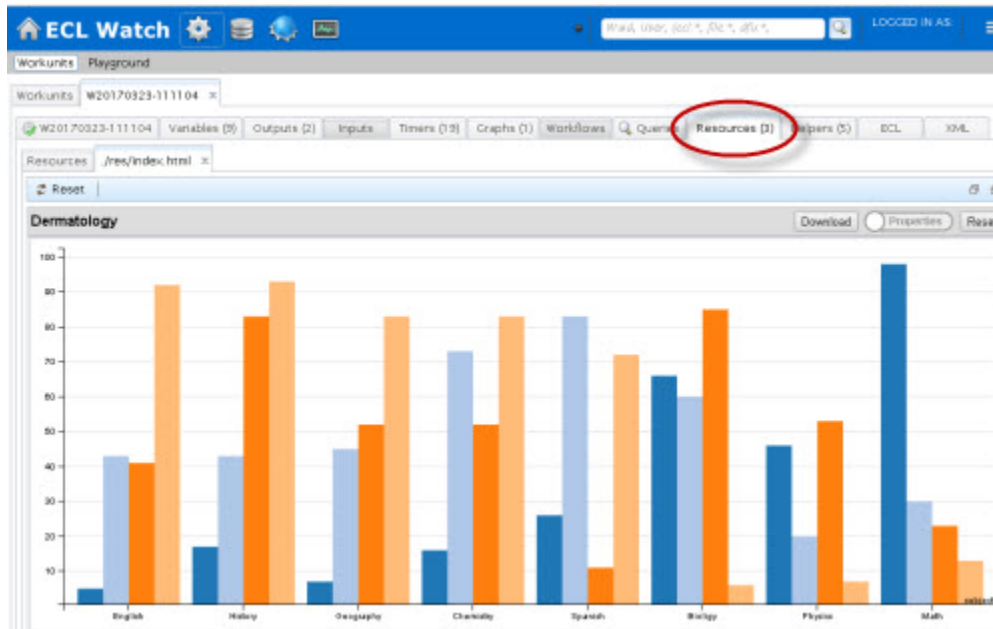 ECL Watch
LOGGED IN AS:
Workunits Playground
Workunits W20170323-111104 x
W20170323-111104 Variables (9) Outputs (2) Inputs Timers (19) Graphs (1) Workflows Queries Resources (3) Helpers (5) ECL XML
Resources /res/index.html x
Reset
Dermatology Download Properties
100
90
80
70
60
50
40
30
20
10
English History Geography Chemistry Spanish Biology Physics Math